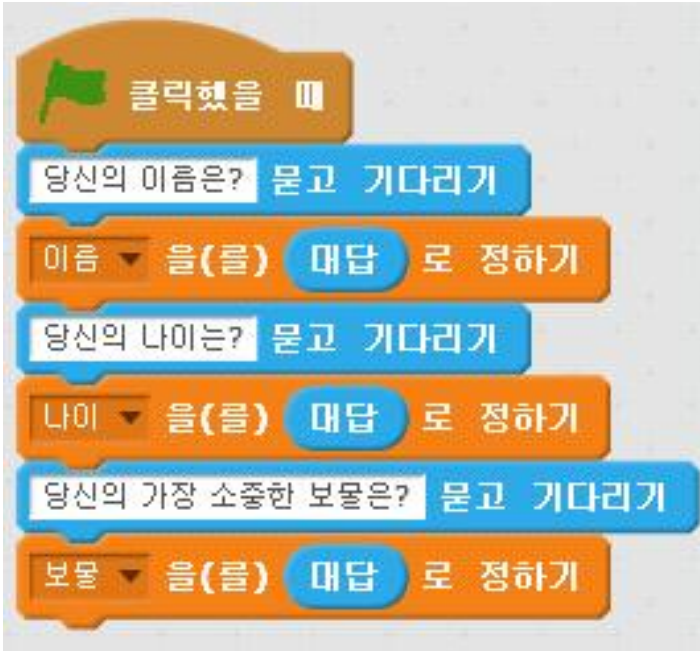 클릭했을 때
당신의 이름은? 묻고 기다리기
이름 을(를) 대답 로 정하기
당신의 나이는? 묻고 기다리기
나이 을(를) 대답 로 정하기
당신의 가장 소중한 보물은? 묻고 기다리기
보물 을(를) 대답 로 정하기